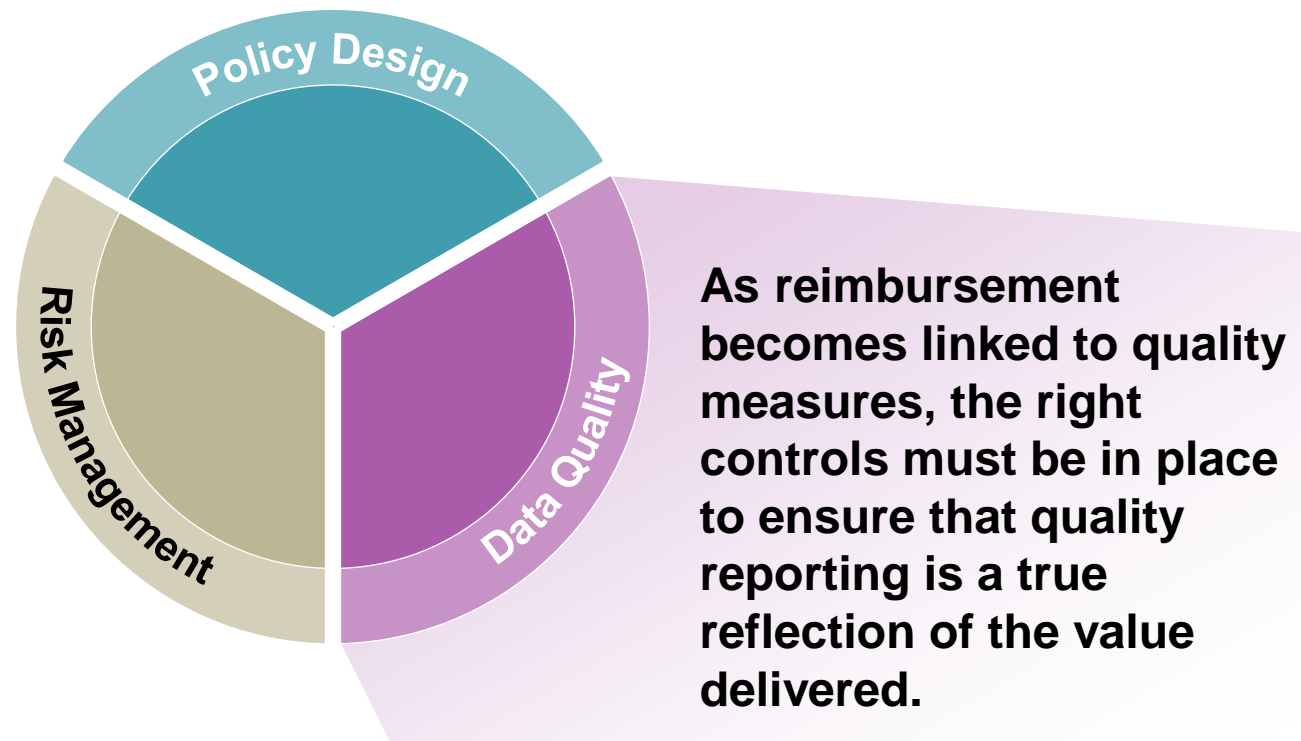 Policy Design
Risk Management
Data Quality
As reimbursement
becomes linked to quality
measures, the right
controls must be in place
to ensure that quality
reporting is a true
reflection of the value
delivered.